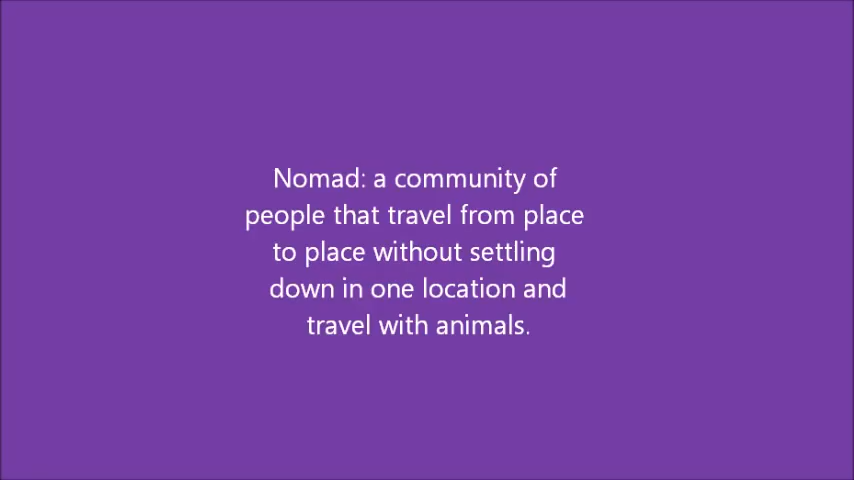 Nomad: a community of
people that travel from place
to place without settling
down in one location and
travel with animals.